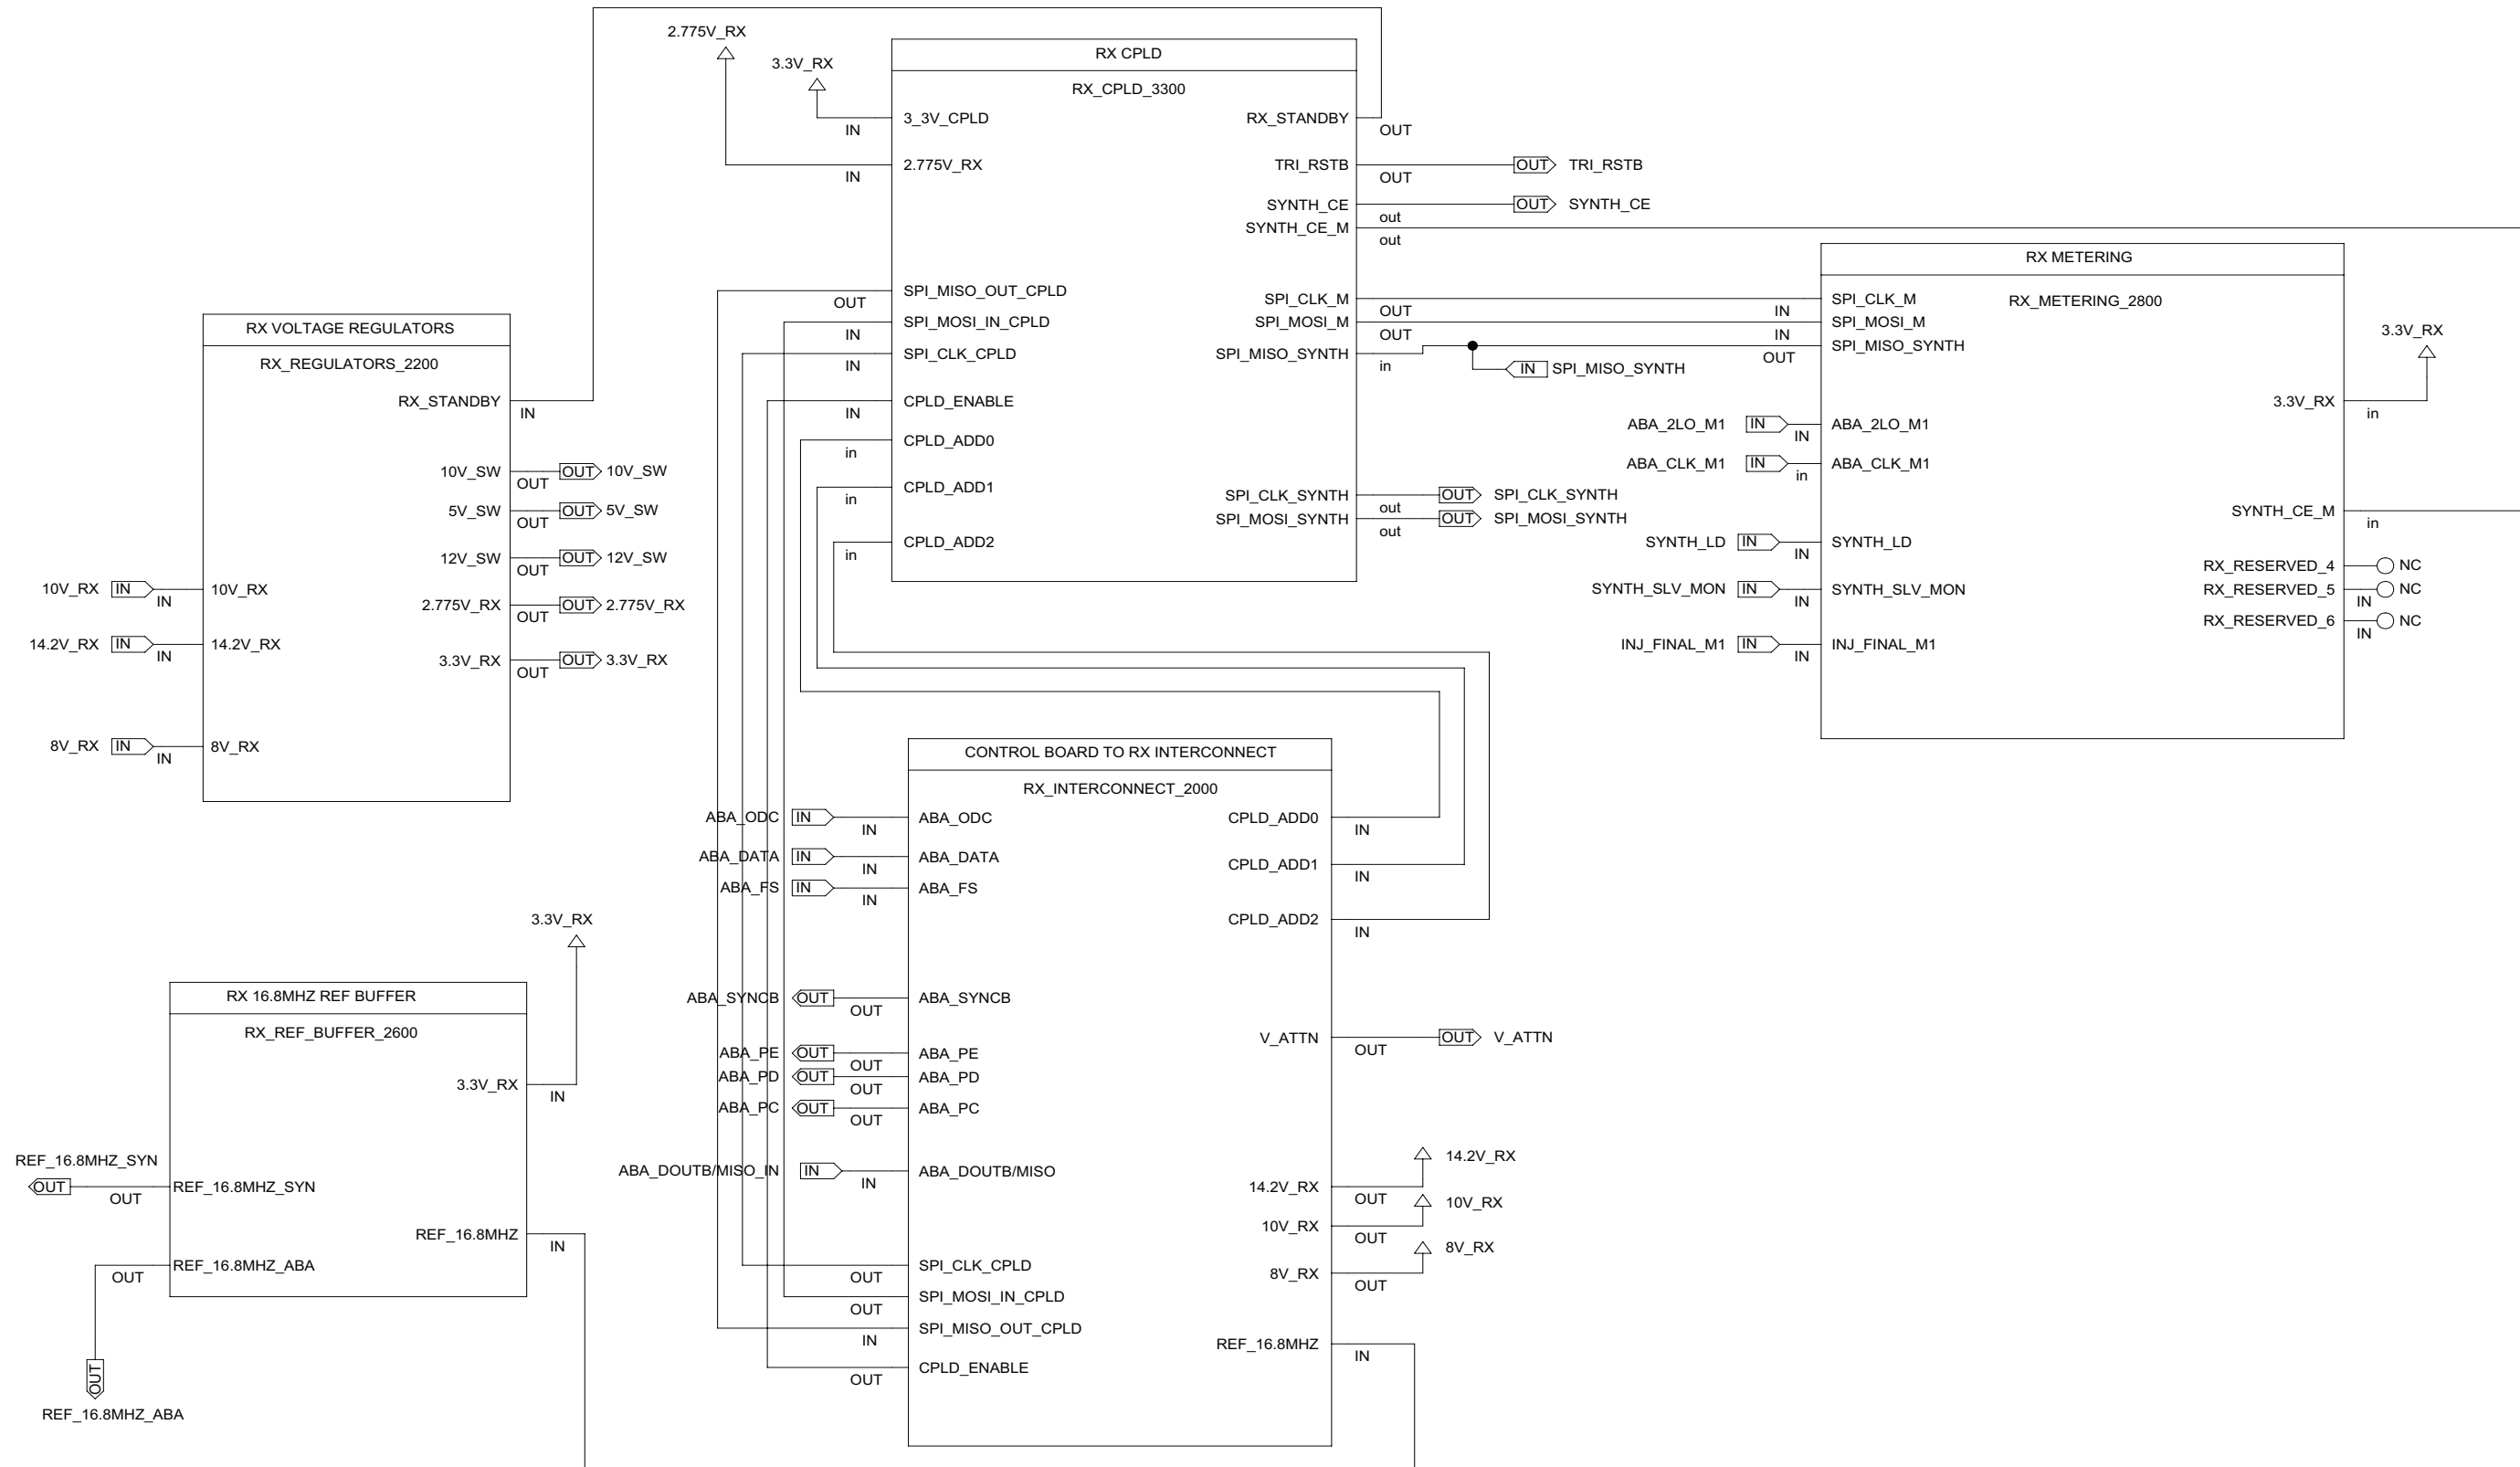 2.775V_RX
3.3V_RX
RX CPLD
RX_CPLD_3300
3_3V_CPLD
IN
2.775V_RX
IN
RX_STANDBY
OUT
TRI_RSTB
OUT
OUT
TRI_RSTB
SYNTH_CE
out
OUT
SYNTH_CE
SYNTH_CE_M
out
SPI_MISO_OUT_CPLD
OUT
SPI_MOSI_IN_CPLD
IN
SPI_CLK_CPLD
IN
CPLD_ENABLE
IN
CPLD_ADD0
in
CPLD_ADD1
in
CPLD_ADD2
in
SPI_CLK_M
OUT
SPI_MOSI_M
OUT
SPI_MISO_SYNTH
in
IN
SPI_MISO_SYNTH
SPI_CLK_SYNTH
out
OUT
SPI_CLK_SYNTH
SPI_MOSI_SYNTH
out
OUT
SPI_MOSI_SYNTH
RX METERING
RX_METERING_2800
SPI_CLK_M
IN
SPI_MOSI_M
IN
SPI_MISO_SYNTH
OUT
3.3V_RX
3.3V_RX
in
ABA_2LO_M1
IN
IN
ABA_2LO_M1
ABA_CLK_M1
IN
in
ABA_CLK_M1
SYNTH_CE_M
in
SYNTH_LD
IN
IN
SYNTH_LD
SYNTH_SLV_MON
IN
IN
SYNTH_SLV_MON
INJ_FINAL_M1
IN
IN
INJ_FINAL_M1
RX_RESERVED_4
NC
RX_RESERVED_5
IN
NC
RX_RESERVED_6
IN
NC
RX VOLTAGE REGULATORS
RX_REGULATORS_2200
RX_STANDBY
IN
10V_SW
OUT
OUT
10V_SW
5V_SW
OUT
OUT
5V_SW
12V_SW
OUT
OUT
12V_SW
2.775V_RX
OUT
OUT
2.775V_RX
3.3V_RX
OUT
OUT
3.3V_RX
10V_RX
IN
IN
10V_RX
14.2V_RX
IN
IN
14.2V_RX
8V_RX
IN
IN
8V_RX
CONTROL BOARD TO RX INTERCONNECT
RX_INTERCONNECT_2000
ABA_ODC
IN
IN
ABA_ODC
ABA_DATA
IN
IN
ABA_DATA
ABA_FS
IN
IN
ABA_FS
CPLD_ADD0
IN
CPLD_ADD1
IN
CPLD_ADD2
IN
ABA_SYNCB
OUT
OUT
ABA_SYNCB
ABA_PE
OUT
OUT
ABA_PE
ABA_PD
OUT
OUT
ABA_PD
ABA_PC
OUT
OUT
ABA_PC
ABA_DOUTB/MISO_IN
IN
IN
ABA_DOUTB/MISO
V_ATTN
OUT
OUT
V_ATTN
14.2V_RX
OUT
14.2V_RX
10V_RX
OUT
10V_RX
8V_RX
OUT
8V_RX
SPI_CLK_CPLD
OUT
SPI_MOSI_IN_CPLD
OUT
SPI_MISO_OUT_CPLD
IN
CPLD_ENABLE
OUT
REF_16.8MHZ
IN
RX 16.8MHZ REF BUFFER
RX_REF_BUFFER_2600
3.3V_RX
3.3V_RX
IN
REF_16.8MHZ_SYN
OUT
OUT
REF_16.8MHZ_SYN
REF_16.8MHZ
IN
REF_16.8MHZ_ABA
OUT
OUT
REF_16.8MHZ_ABA